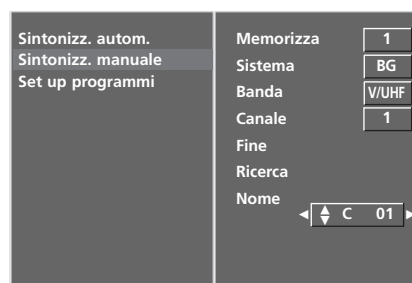 Sintonizz. autom.
Sintonizz. manuale
Set up programmi
Memorizza 1
Sistema BG
Banda V/UHF
Canale 1
Fine
Ricerca
Nome
C 01